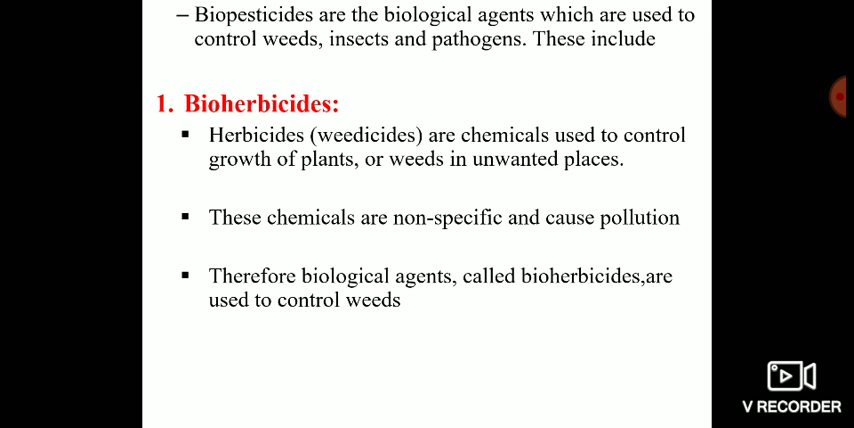 – Biopesticides are the biological agents which are used to
control weeds, insects and pathogens. These include
1. Bioherbicides:
▪ Herbicides (weedicides) are chemicals used to control
growth of plants, or weeds in unwanted places.
▪ These chemicals are non-specific and cause pollution
▪ Therefore biological agents, called bioherbicides,are
used to control weeds
V RECORDER